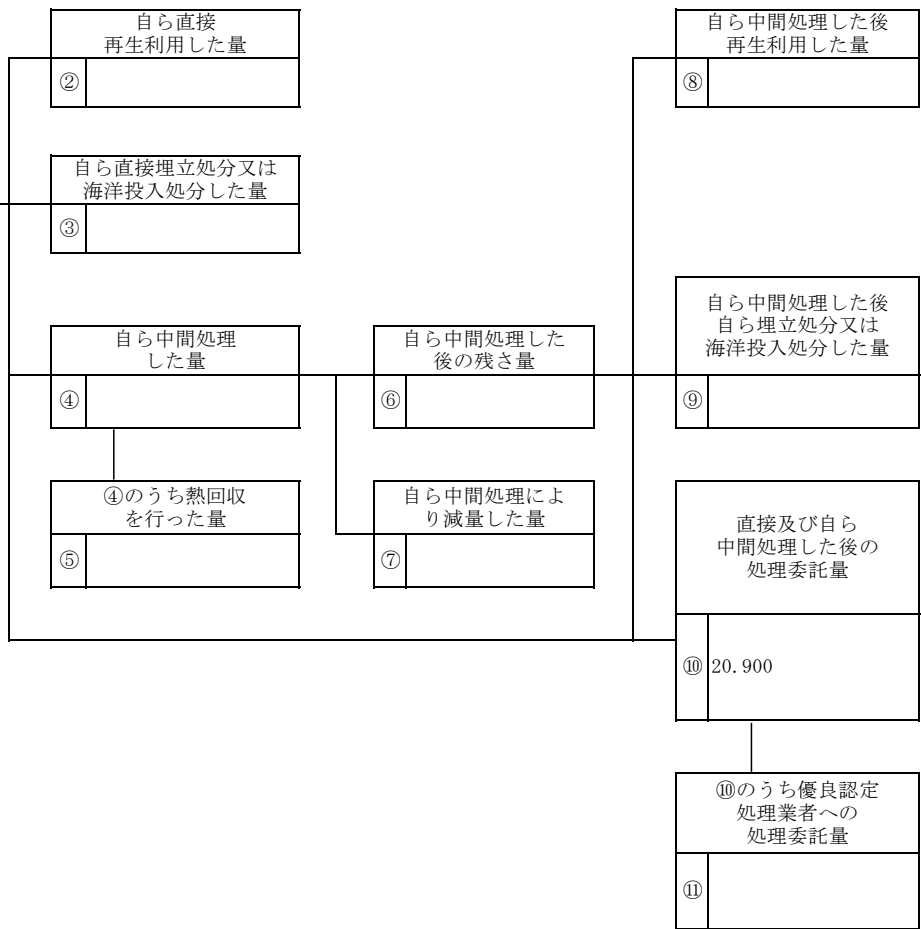 自ら直接
再生利用した量
②
自ら中間処理した後
再生利用した量
⑧
自ら直接埋立処分又は
海洋投入処分した量
③
自ら中間処理
した量
④
自ら中間処理した
後の残さ量
⑥
自ら中間処理した後
自ら埋立処分又は
海洋投入処分した量
⑨
④のうち熱回収
を行った量
⑤
自ら中間処理によ
り減量した量
⑦
直接及び自ら
中間処理した後の
処理委託量
⑩ 20.900
⑩のうち優良認定
処理業者への
処理委託量
⑪